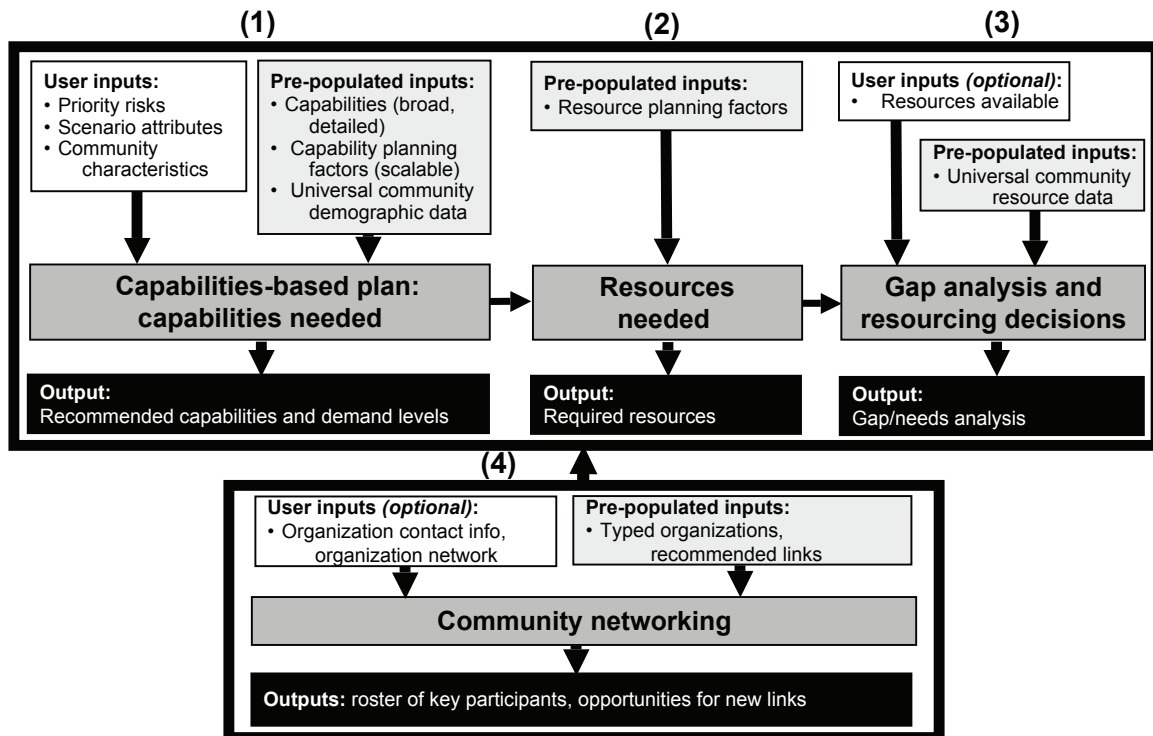 (1)
(2)
(3)
User inputs:
• Priority risks
• Scenario attributes
• Community
characteristics
Pre-populated inputs:
• Capabilities (broad,
detailed)
• Capability planning
factors (scalable)
• Universal community
demographic data
Pre-populated inputs:
• Resource planning factors
User inputs (optional):
• Resources available
Pre-populated inputs:
• Universal community
resource data
Capabilities-based plan:
capabilities needed
Resources
needed
Gap analysis and
resourcing decisions
Output:
Recommended capabilities and demand levels
Output:
Required resources
Output:
Gap/needs analysis
(4)
User inputs (optional):
• Organization contact info,
organization network
Pre-populated inputs:
• Typed organizations,
recommended links
Community networking
Outputs: roster of key participants, opportunities for new links